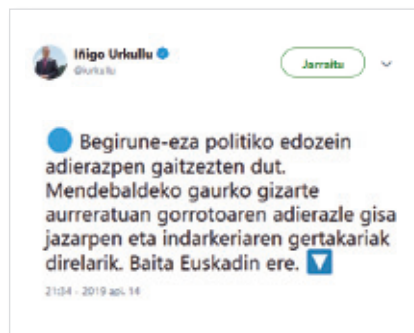 Iñigo Urkullu
@iurkullu
Jarraitu
Begirune-eza politiko edozein
adierazpen gaitzezten dut.
Mendebaldeko gaurko gizarte
aurreratuan gorrotoaren adierazle gisa
jazarpen eta indarkeriaren gertakariak
direlarik. Baita Euskadin ere.
21:34 - 2019 api. 14